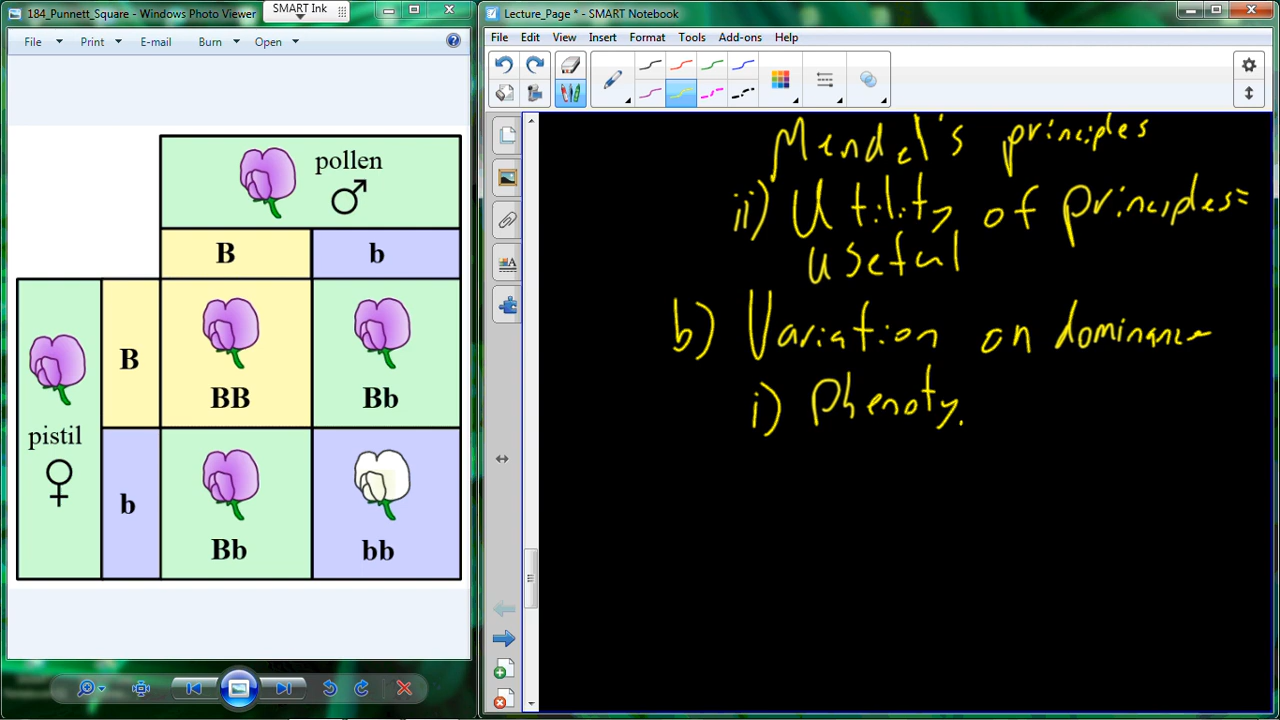 184_Punnett_Square - Windows Photo Viewer
SMART Ink
File Print E-mail Burn Open
pollen
♂
B b
pistil
♀
B
BB Bb
b
Bb bb
Lecture_Page * - SMART Notebook
File Edit View Insert Format Tools Add-ons Help
Mendel's principles
ii) Utility of principles=
useful
b) Variation on dominance
i) Phenoty.